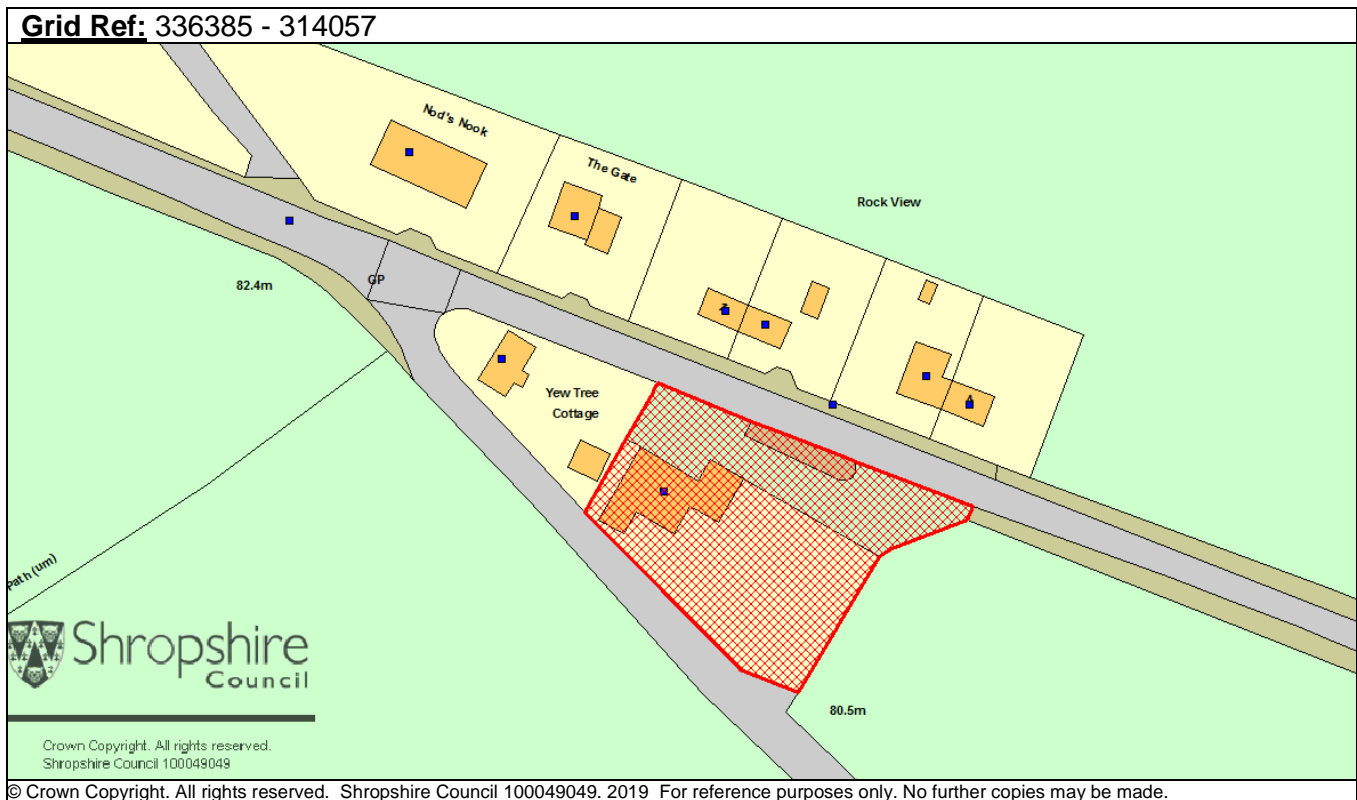 Grid Ref: 336385 - 314057
Nod's Nook
The Gate
Rock View
82.4m
GP
Yew Tree
Cottage
4
Path (um)
80.5m
Shropshire
Council
Crown Copyright. All rights reserved.
Shropshire Council 100049049
© Crown Copyright. All rights reserved. Shropshire Council 100049049. 2019 For reference purposes only. No further copies may be made.